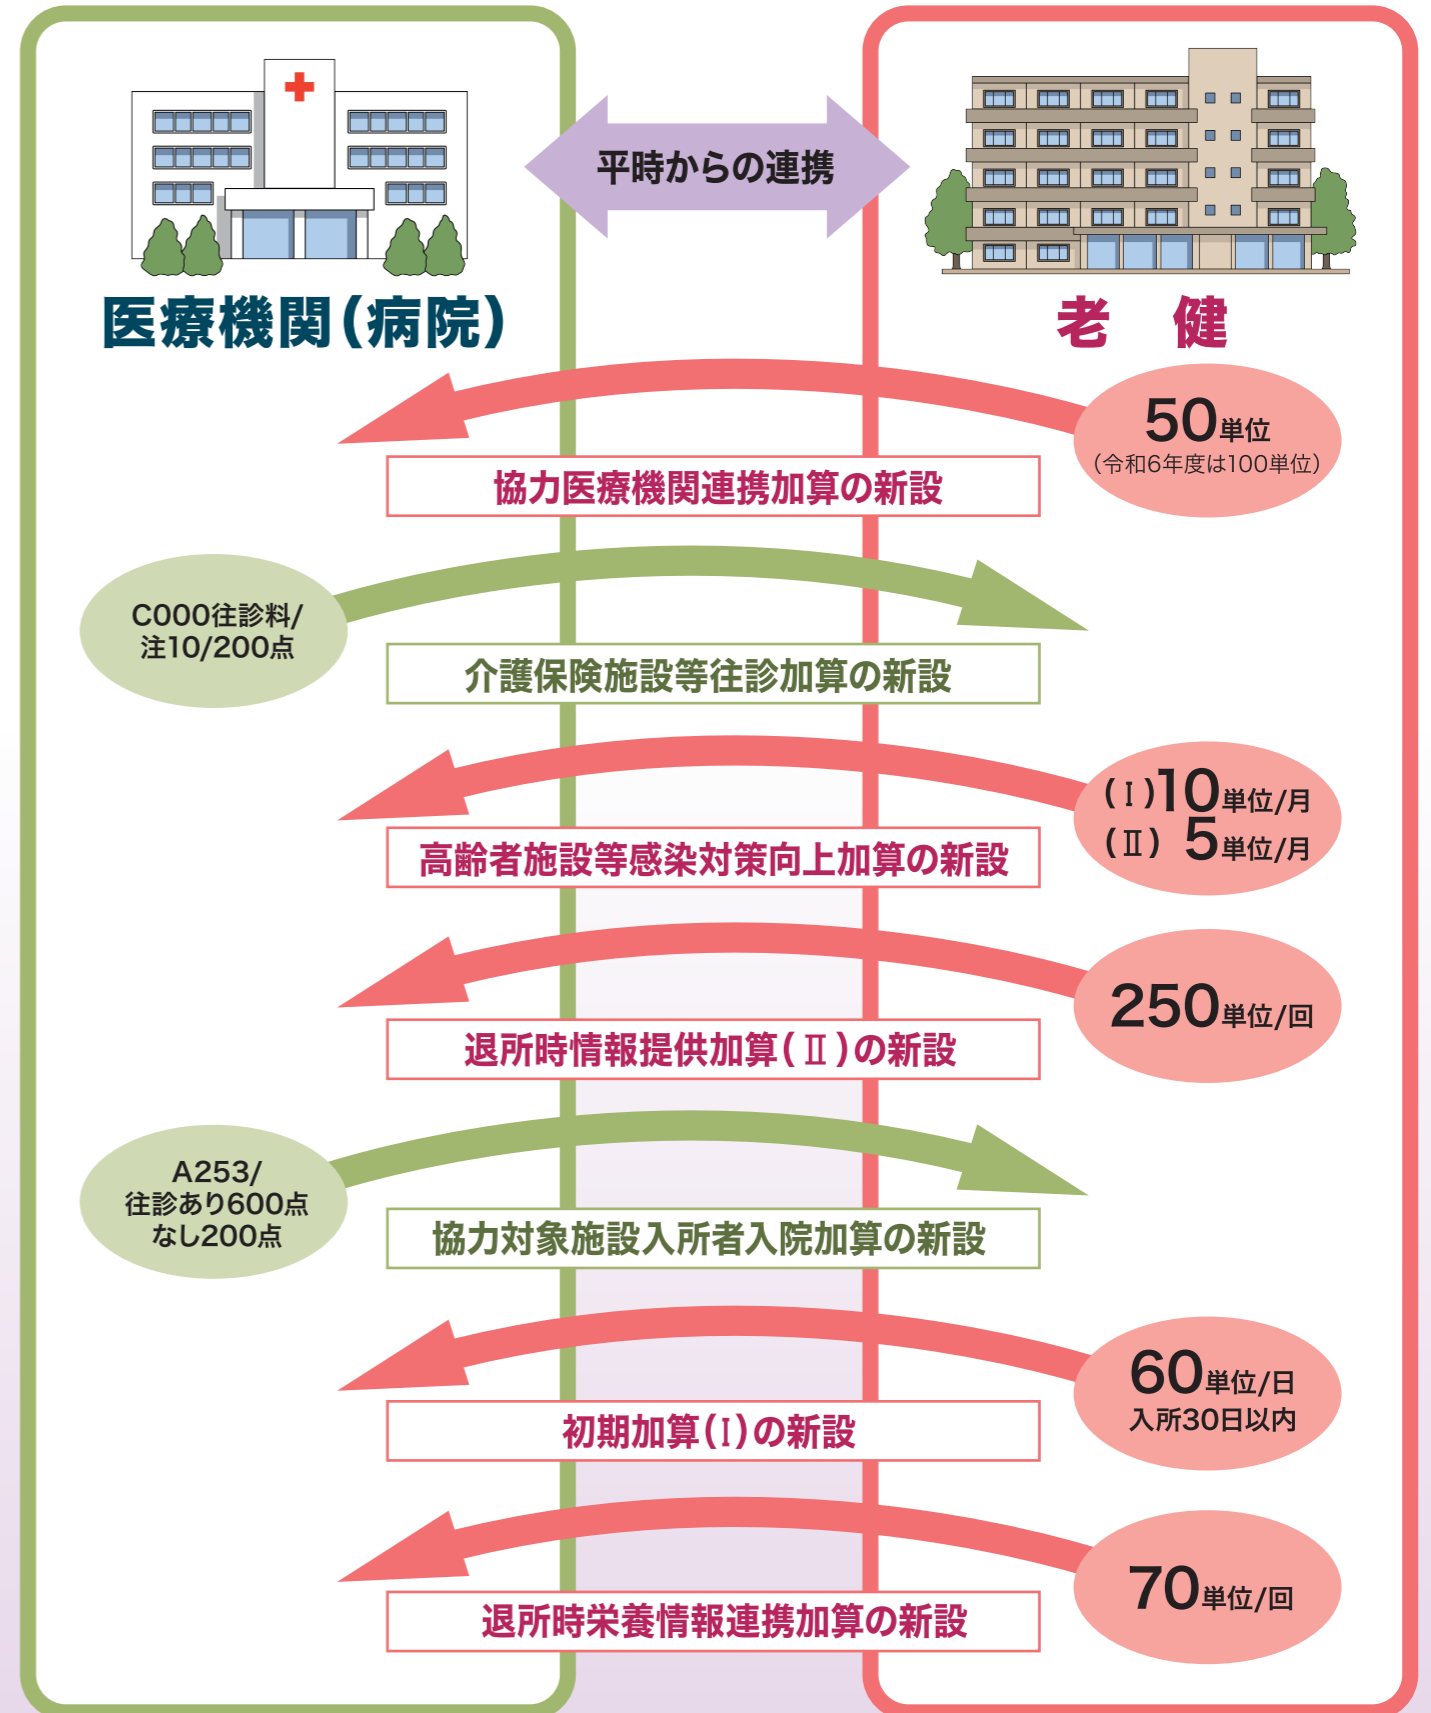 平時からの連携
医療機関(病院)
老 健
50単位
(令和6年度は100単位)
協力医療機関連携加算の新設
C000往診料/
注10/200点
介護保険施設等往診加算の新設
(Ⅰ)10単位/月
(Ⅱ) 5単位/月
高齢者施設等感染対策向上加算の新設
250単位/回
退所時情報提供加算(Ⅱ)の新設
A253/
往診あり600点
なし200点
協力対象施設入所者入院加算の新設
60単位/日
入所30日以内
初期加算(Ⅰ)の新設
70単位/回
退所時栄養情報連携加算の新設